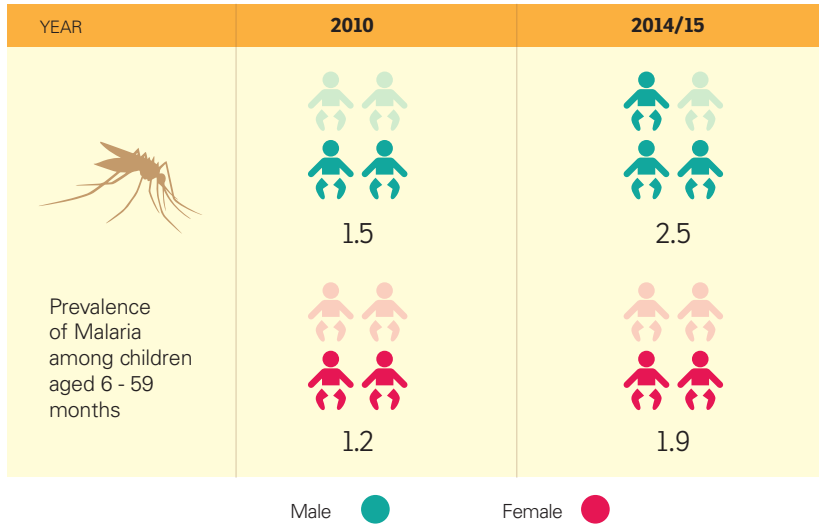 YEAR 2010 2014/15
1.5 2.5
Prevalence
of Malaria
among children
aged 6 - 59
months
1.2 1.9
Male Female